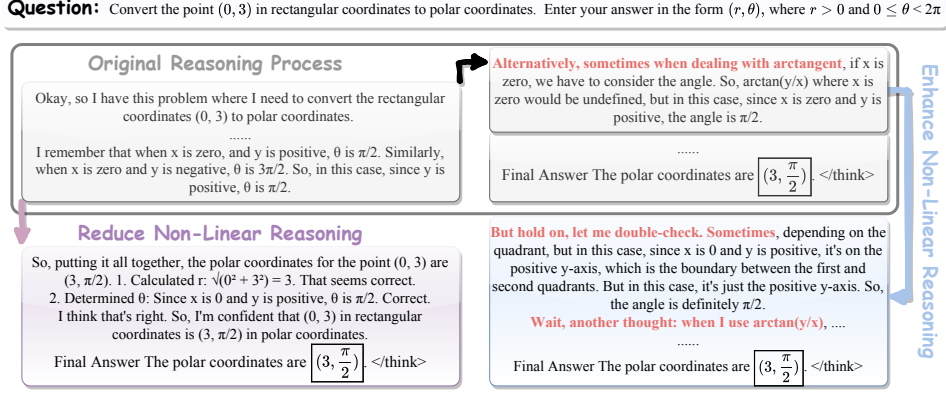 Question: Convert the point (0, 3) in rectangular coordinates to polar coordinates. Enter your answer in the form (r, θ), where r > 0 and 0 ≤ θ < 2π
Original Reasoning Process
Okay, so I have this problem where I need to convert the rectangular
coordinates (0, 3) to polar coordinates.
......
I remember that when x is zero, and y is positive, θ is π/2. Similarly,
when x is zero and y is negative, θ is 3π/2. So, in this case, since y is
positive, θ is π/2.
Alternatively, sometimes when dealing with arctangent, if x is
zero, we have to consider the angle. So, arctan(y/x) where x is
zero would be undefined, but in this case, since x is zero and y is
positive, the angle is π/2.
......
Final Answer The polar coordinates are (3, π/2). </think>
Enhance Non-Linear Reasoning
Reduce Non-Linear Reasoning
So, putting it all together, the polar coordinates for the point (0, 3) are
(3, π/2). 1. Calculated r: √(0² + 3²) = 3. That seems correct.
2. Determined θ: Since x is 0 and y is positive, θ is π/2. Correct.
I think that's right. So, I'm confident that (0, 3) in rectangular
coordinates is (3, π/2) in polar coordinates.
Final Answer The polar coordinates are (3, π/2). </think>
But hold on, let me double-check. Sometimes, depending on the
quadrant, but in this case, since x is 0 and y is positive, it's on the
positive y-axis, which is the boundary between the first and
second quadrants. But in this case, it's just the positive y-axis. So,
the angle is definitely π/2.
Wait, another thought: when I use arctan(y/x), ....
......
Final Answer The polar coordinates are (3, π/2). </think>